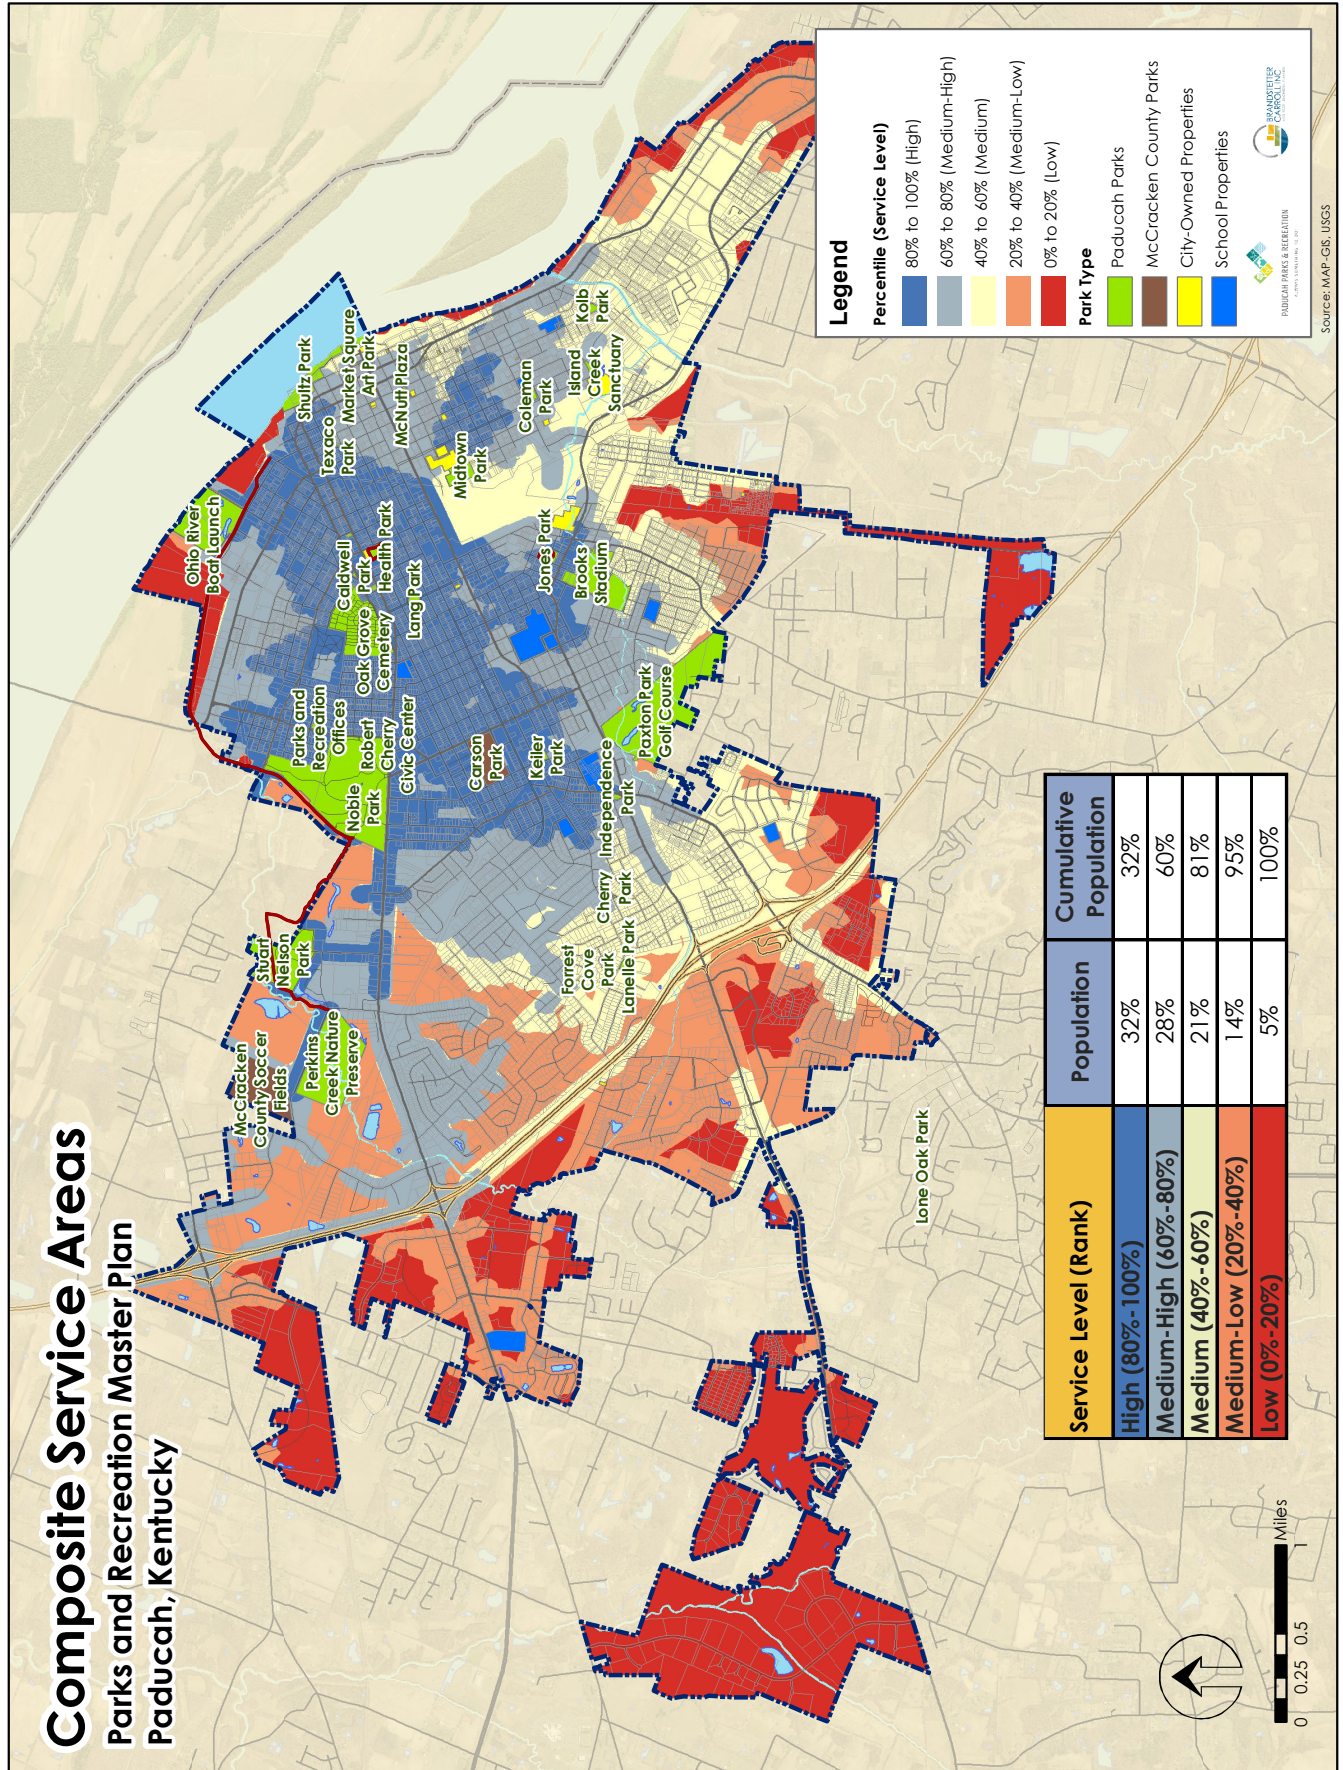 Composite Service Areas
Parks and Recreation Master Plan
Paducah, Kentucky
McCracken
County Soccer
Fields
Perkins
Creek Nature
Preserve
Stuart
Nelson
Park
Noble
Park
Parks and
Recreation
Offices
Robert
Cherry
Civic Center
Oak Grove
Cemetery
Caldwell
Park
Health Park
Lang Park
Ohio River
Boat Launch
Texaco
Park
Shultz Park
Market Square
Art Park
McNutt Plaza
Midtown
Park
Coleman
Park
Kolb
Park
Island
Creek
Sanctuary
Jones Park
Brooks
Stadium
Carson
Park
Keiler
Park
Independence
Park
Paxton Park
Golf Course
Cherry
Park
Forrest
Cove
Park
Lanelle Park
Lone Oak Park
Legend
Percentile (Service Level)
80% to 100% (High)
60% to 80% (Medium-High)
40% to 60% (Medium)
20% to 40% (Medium-Low)
0% to 20% (Low)
Park Type
Paducah Parks
McCracken County Parks
City-Owned Properties
School Properties
PADUCAH PARKS & RECREATION
BRANDSTETTER
CARROLL INC
Source: MAP-GIS, USGS
Service Level (Rank) Population Cumulative
Population
High (80%-100%) 32% 32%
Medium-High (60%-80%) 28% 60%
Medium (40%-60%) 21% 81%
Medium-Low (20%-40%) 14% 95%
Low (0%-20%) 5% 100%
0 0.25 0.5 1
Miles